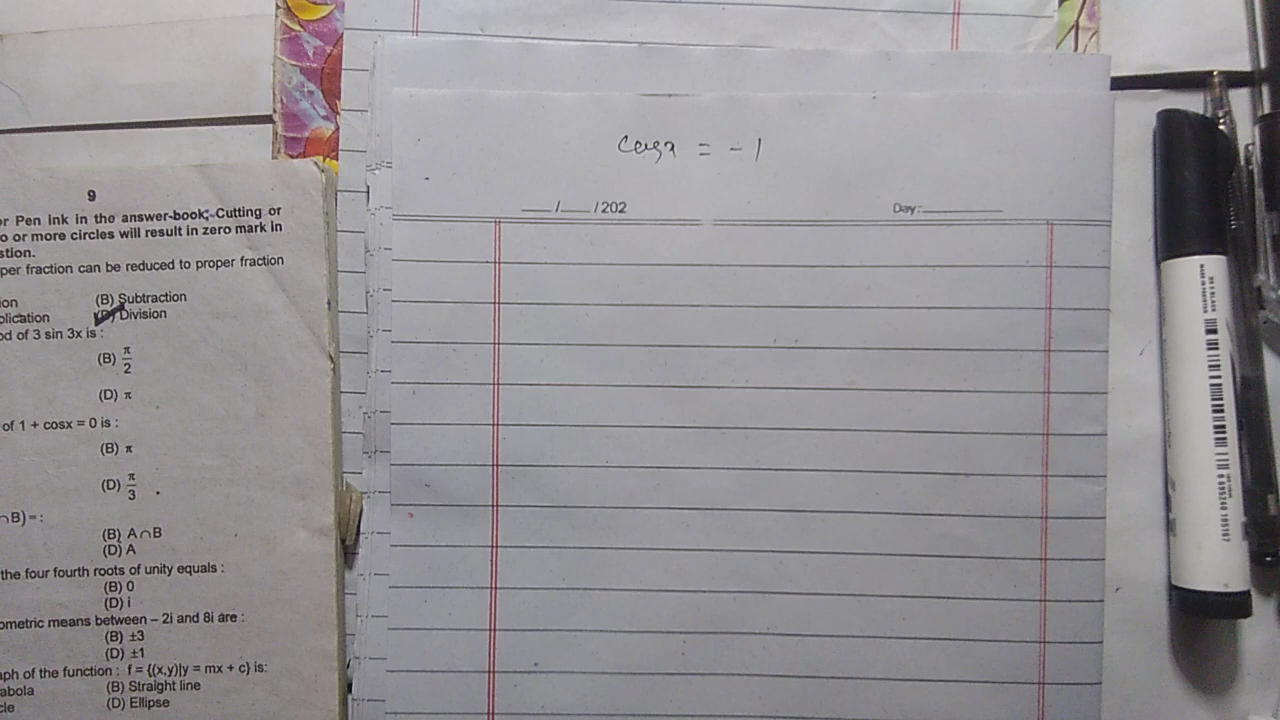 cosx = -1
__/__/202 Day:
9
er Pen ink in the answer-book; Cutting or
o or more circles will result in zero mark in
stion.
per fraction can be reduced to proper fraction
ion (B) Subtraction
plication (D) Division
od of 3 sin 3x is :
(B) π/2
(D) π
of 1 + cosx = 0 is :
(B) π
(D) π/3
∩B)=:
(B) A∩B
(D) A
the four fourth roots of unity equals :
(B) 0
(D) i
ometric means between – 2i and 8i are :
(B) ±3
(D) ±1
aph of the function : f = {(x,y)|y = mx + c} is:
abola (B) Straight line
cle (D) Ellipse